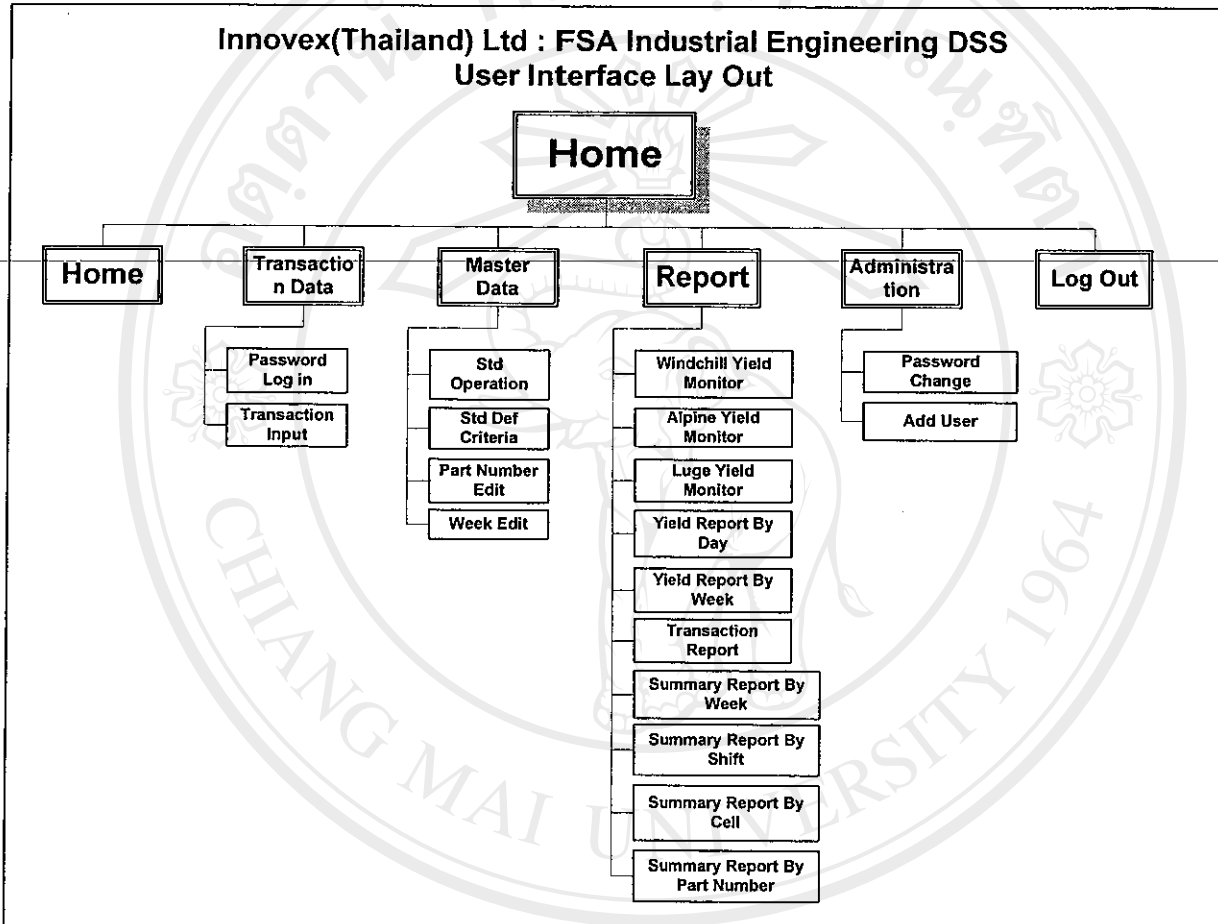 Innovex(Thailand) Ltd : FSA Industrial Engineering DSS
User Interface Lay Out
Home
Home
Transactio
n Data
Master
Data
Report
Administra
tion
Log Out
Password
Log in
Transaction
Input
Std
Operation
Std Def
Criteria
Part Number
Edit
Week Edit
Windchill Yield
Monitor
Alpine Yield
Monitor
Luge Yield
Monitor
Yield Report By
Day
Yield Report By
Week
Transaction
Report
Summary Report By
Week
Summary Report By
Shift
Summary Report By
Cell
Summary Report By
Part Number
Password
Change
Add User
CHIANG MAI UNIVERSITY 1964